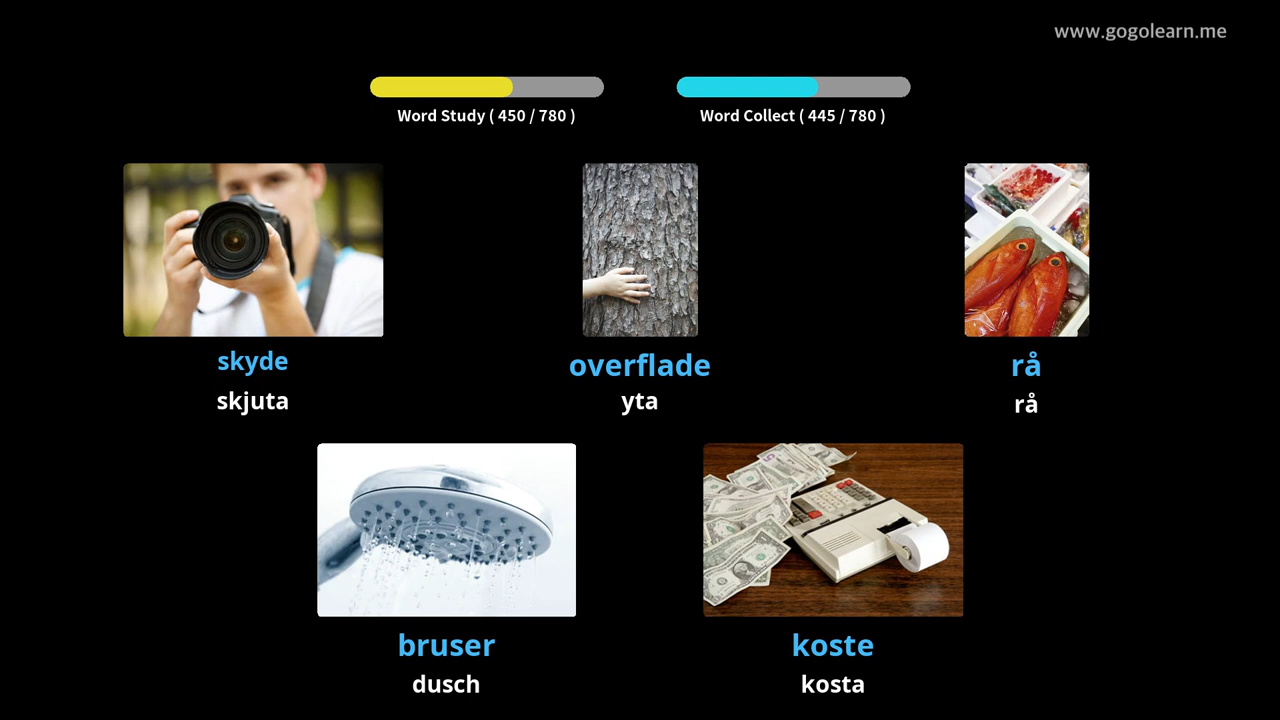 www.gogolearn.me
Word Study ( 450 / 780 )
Word Collect ( 445 / 780 )
skyde
skjuta
overflade
yta
rå
rå
bruser
dusch
koste
kosta